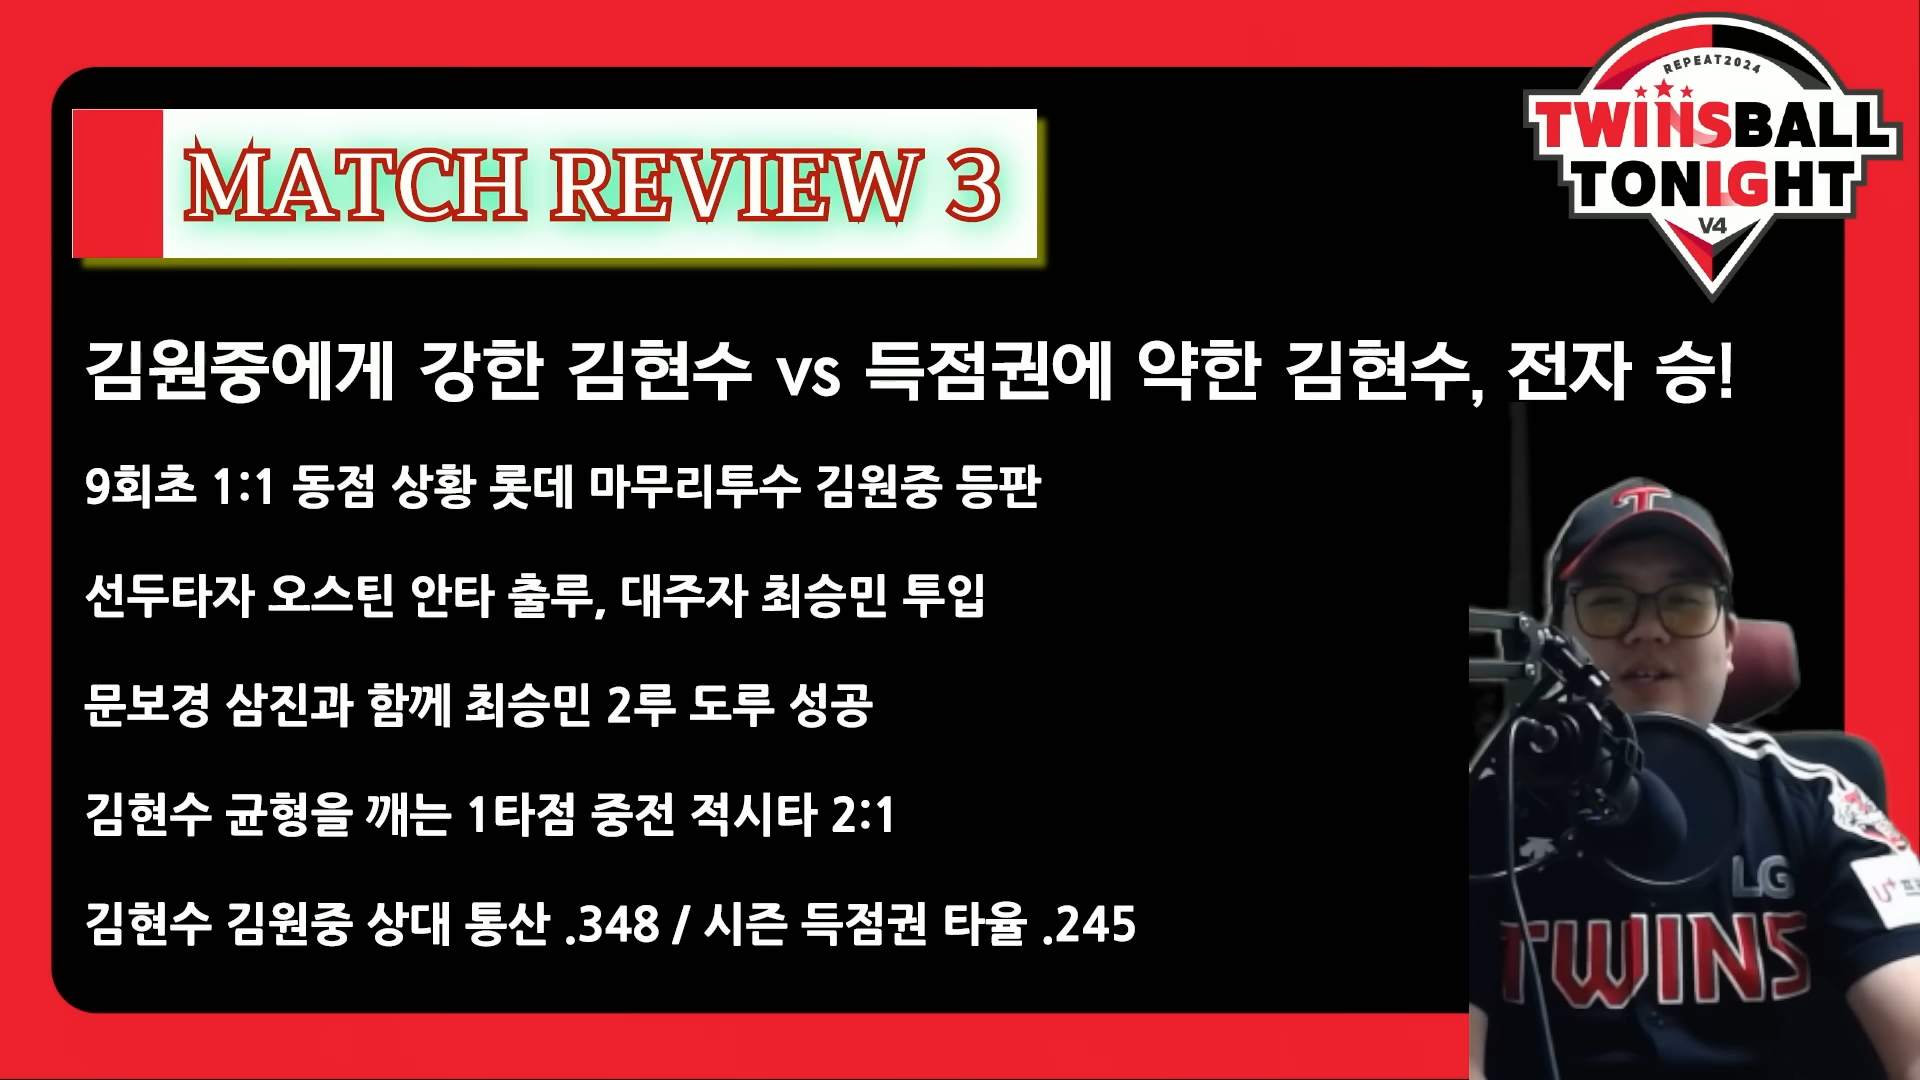 REPEAT2024
TWINSBALL
TONIGHT
V4
MATCH REVIEW 3
김원중에게 강한 김현수 vs 득점권에 약한 김현수, 전자 승!
9회초 1:1 동점 상황 롯데 마무리투수 김원중 등판
선두타자 오스틴 안타 출루, 대주자 최승민 투입
문보경 삼진과 함께 최승민 2루 도루 성공
김현수 균형을 깨는 1타점 중전 적시타 2:1
김현수 김원중 상대 통산 .348 / 시즌 득점권 타율 .245
T
LG
U+
TWINS